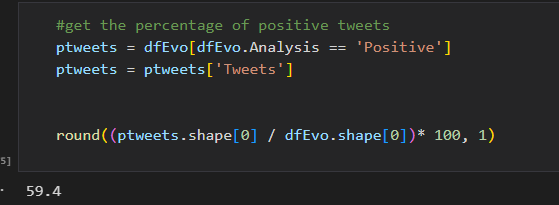 #get the percentage of positive tweets
ptweets = dfEvo[dfEvo.Analysis == 'Positive']
ptweets = ptweets['Tweets']
round((ptweets.shape[0] / dfEvo.shape[0])* 100, 1)
5]
59.4